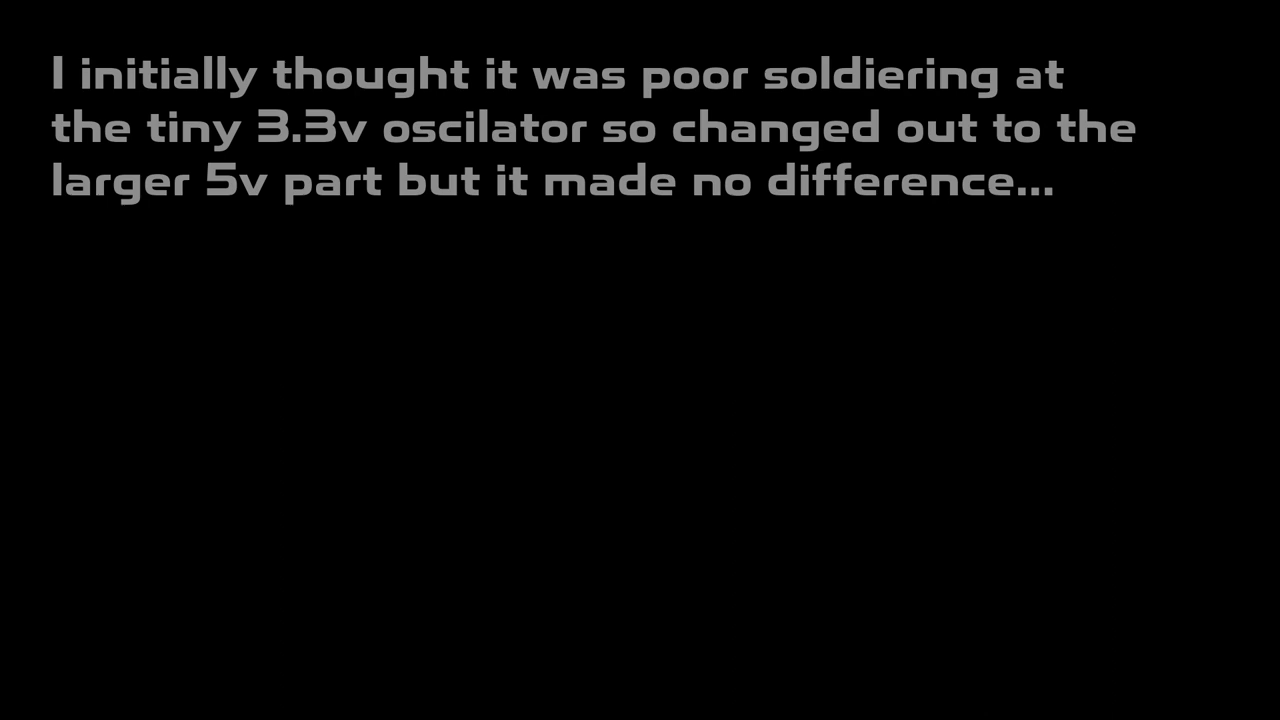 I initially thought it was poor soldiering at
the tiny 3.3v oscilator so changed out to the
larger 5v part but it made no difference...